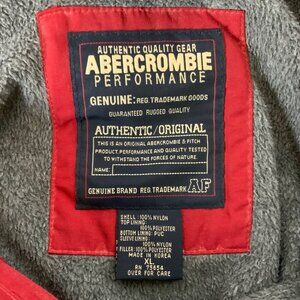 AUTHENTIC QUALITY GEAR
ABERCROMBIE
PERFORMANCE
GENUINE: REG. TRADEMARK GOODS
GUARANTEED RUGGED QUALITY
AUTHENTIC/ORIGINAL
THIS IS AN ORIGINAL ABERCROMBIE & FITCH
PRODUCT. PERFORMANCE AND QUALITY TESTED
TO WITHSTAND THE FORCES OF NATURE.
NAME:
GENUINE BRAND REG. TRADEMARK AF
SHELL: 100% NYLON
TOP LINING:
100% NYLON
BOTTOM LINING: PVC
SLEEVE LINING:
100% NYLON
FILLER: 100% POLYESTER
MADE IN KOREA
XL
RN 75654
OVER FOR CARE